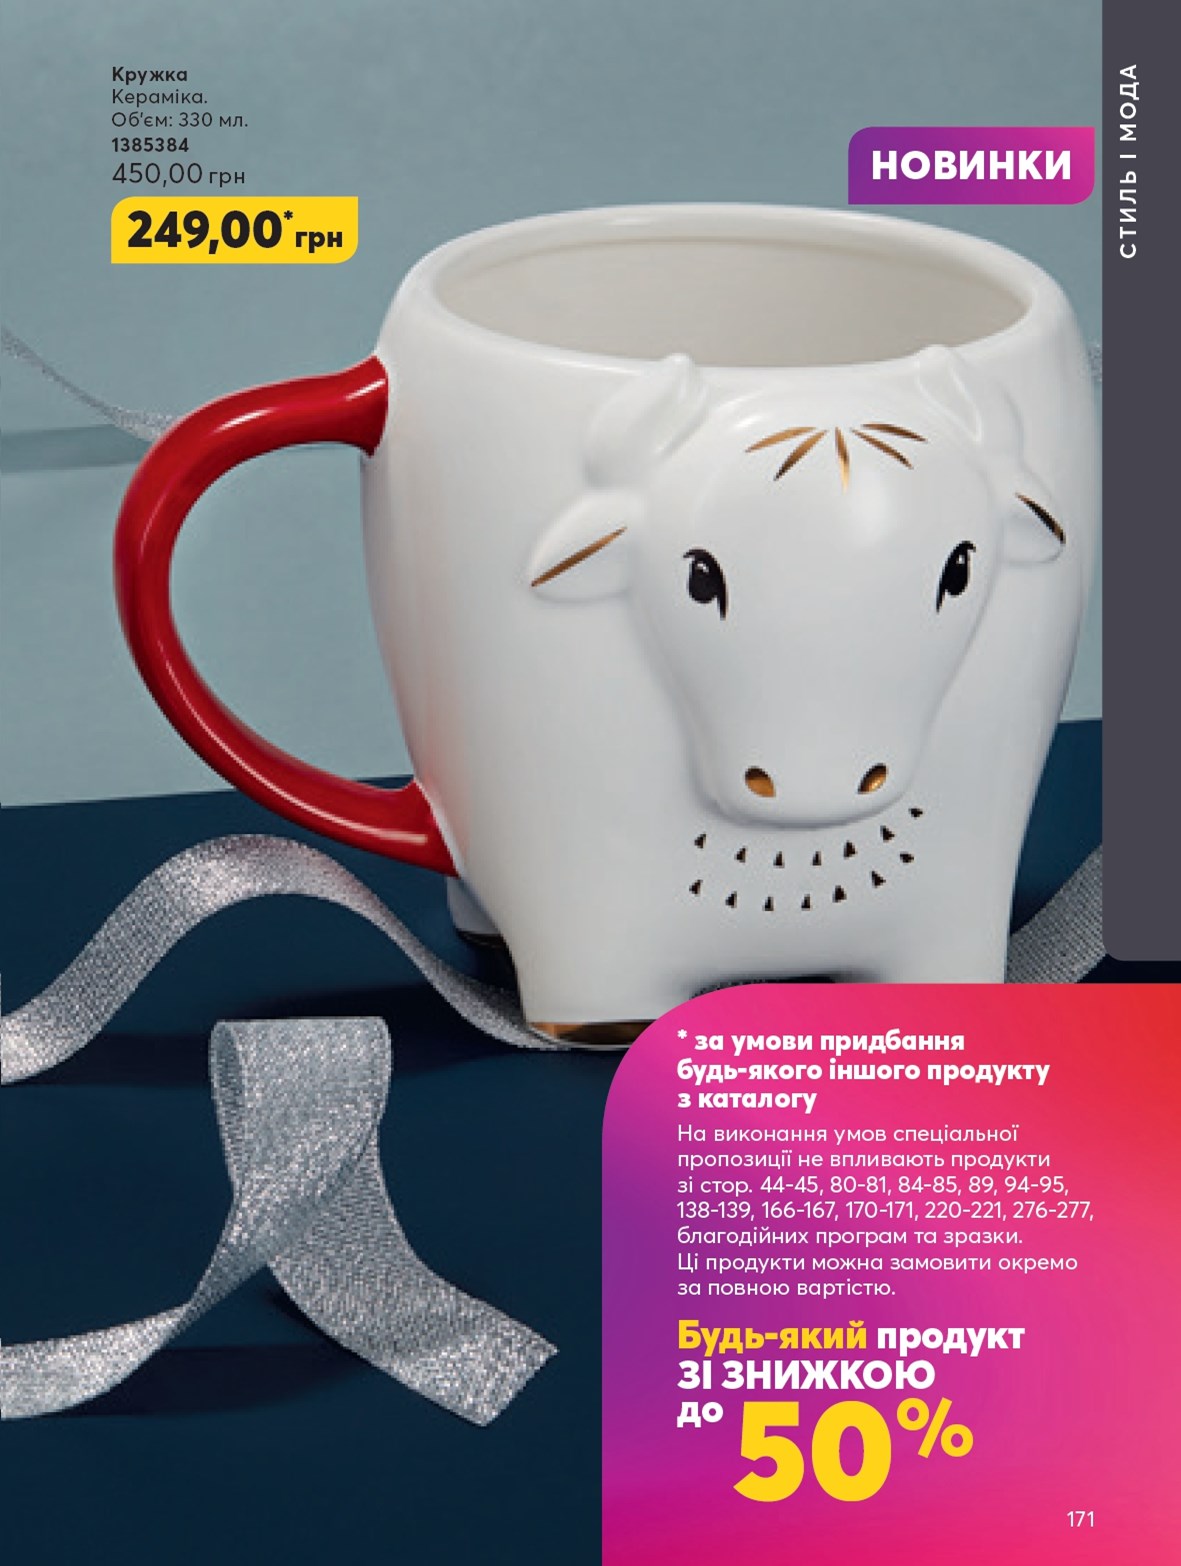 Кружка
Кераміка.
Об'єм: 330 мл.
1385384
450,00 грн
249,00* грн
НОВИНКИ
СТИЛЬ І МОДА
* за умови придбання
будь-якого іншого продукту
з каталогу
На виконання умов спеціальної
пропозиції не впливають продукти
зі стор. 44-45, 80-81, 84-85, 89, 94-95,
138-139, 166-167, 170-171, 220-221, 276-277,
благодійних програм та зразки.
Ці продукти можна замовити окремо
за повною вартістю.
Будь-який продукт
ЗІ ЗНИЖКОЮ
до 50%
171